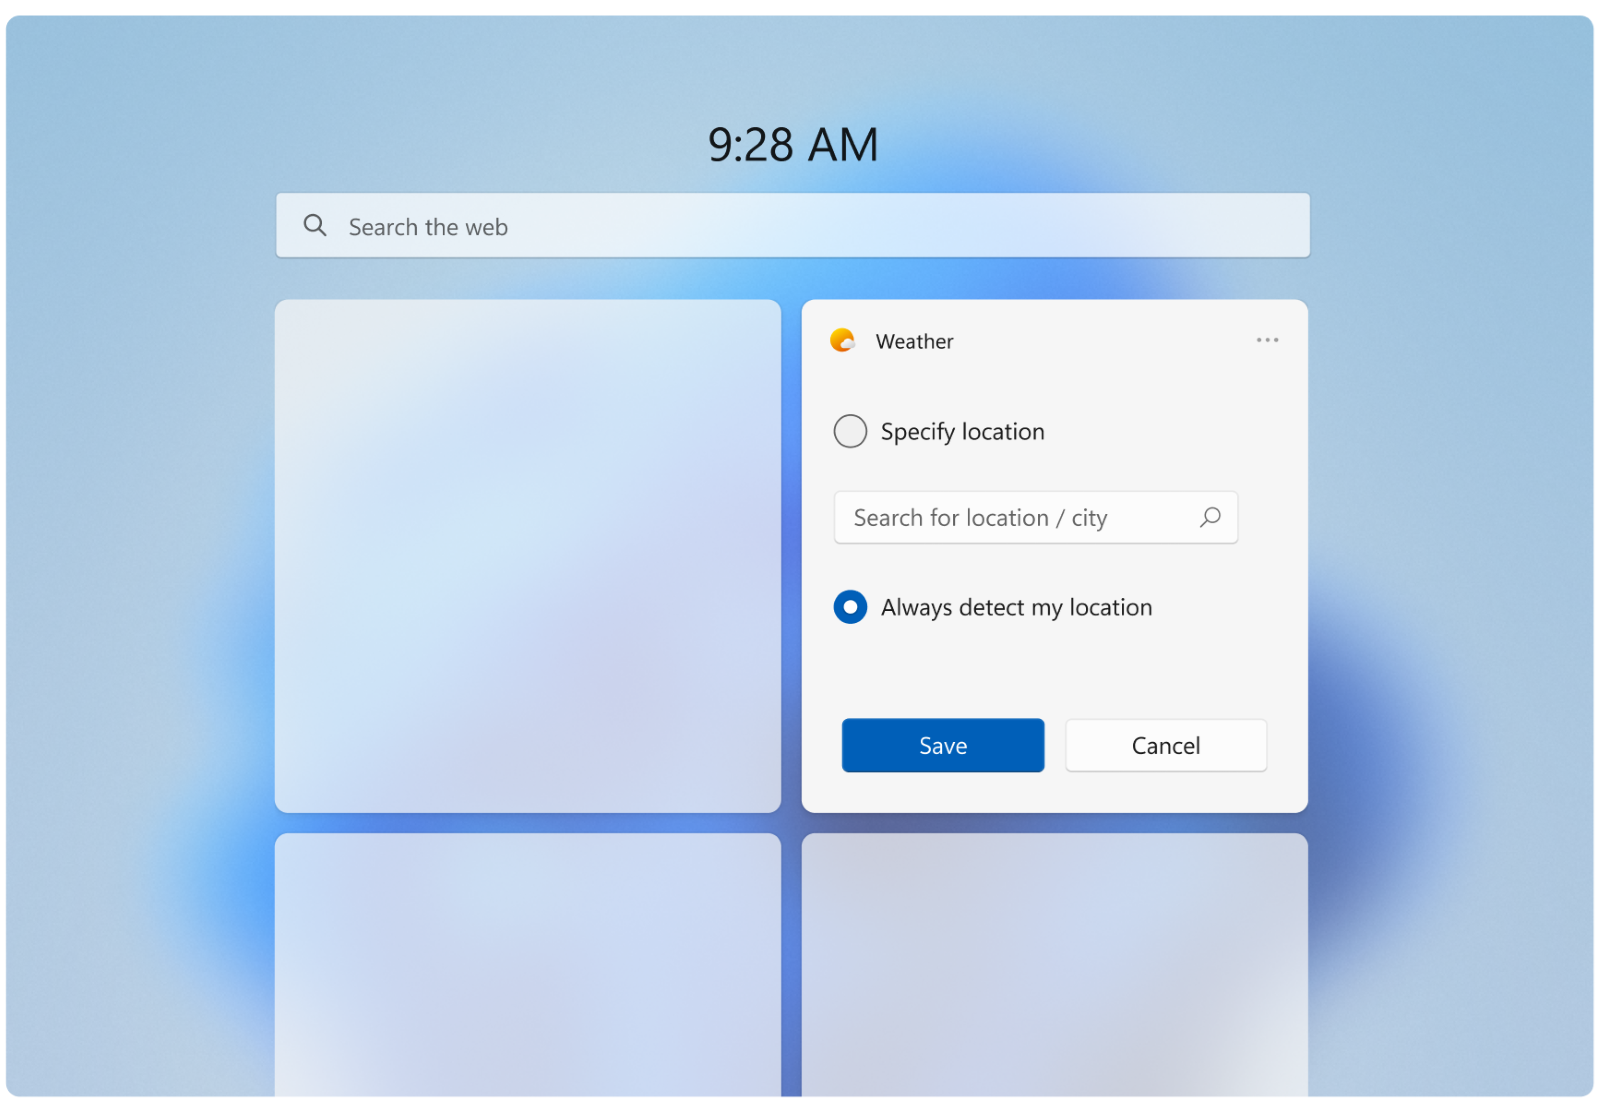 9:28 AM
Search the web
Weather
Specify location
Search for location / city
Always detect my location
Save
Cancel